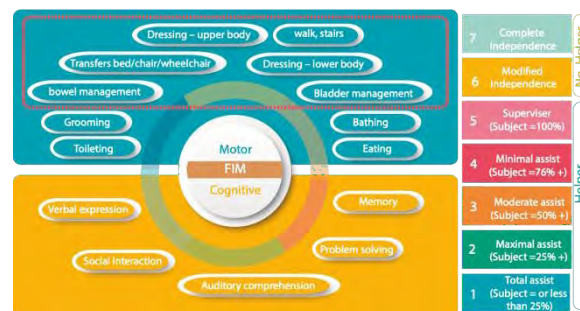 Dressing – upper body
walk, stairs
Transfers bed/chair/wheelchair
Dressing – lower body
bowel management
Bladder management
Grooming
Bathing
Toileting
Eating
Motor
FIM
Cognitive
Verbal expression
Memory
Social interaction
Problem solving
Auditory comprehension
7 Complete
Independence
6 Modified
Independence
5 Superviser
(Subject =100%)
4 Minimal assist
(Subject =76% +)
3 Moderate assist
(Subject =50% +)
2 Maximal assist
(Subject =25% +)
1 Total assist
(Subject = or less
than 25%)
No Helper
Helper